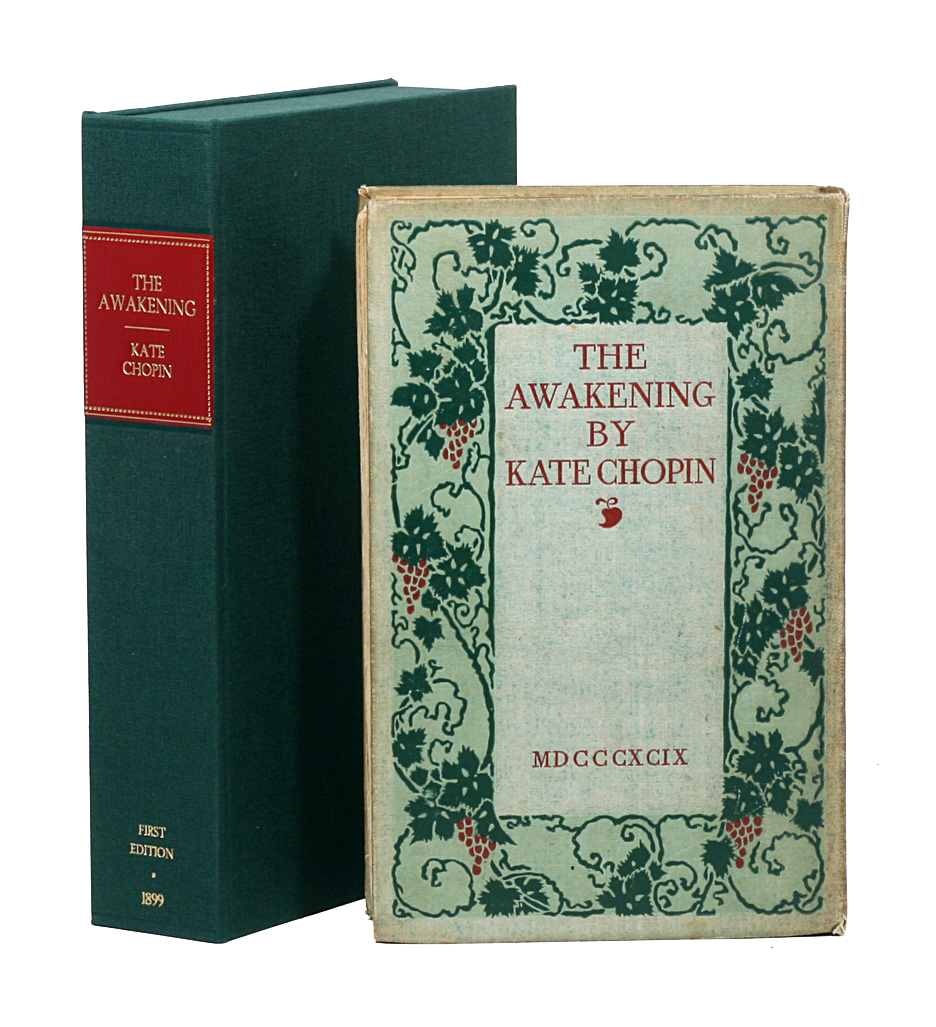 THE
AWAKENING
KATE
CHOPIN
FIRST
EDITION
1899
THE
AWAKENING
BY
KATE CHOPIN
MDCCCXCIX